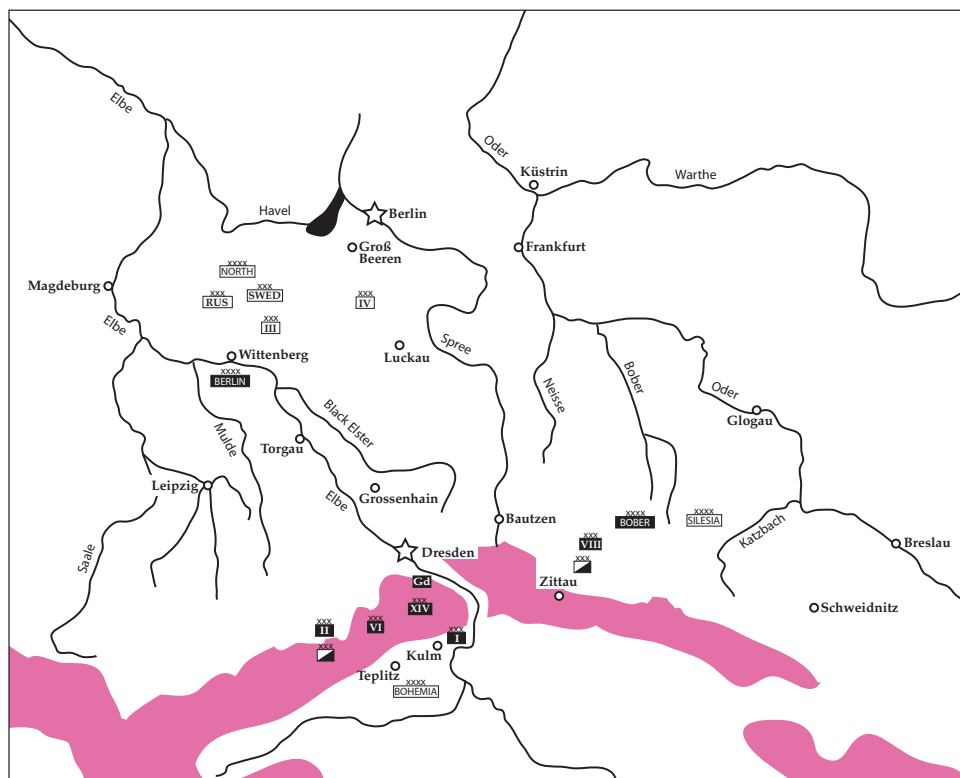 Elbe
Oder
Küstrin
Warthe
Havel
Berlin
Groß
Beeren
Frankfurt
xxxx
NORTH
Magdeburg
xxx
RUS
xxx
SWED
xxx
IV
Elbe
xxx
III
Spree
Wittenberg
Luckau
xxxx
BERLIN
Neisse
Bober
Oder
Glogau
Black Elster
Mulde
Torgau
Leipzig
Grossenhain
Elbe
Bautzen
xxxx
BOBER
xxxx
SILESIA
Katzbach
Breslau
Saale
Dresden
xxx
VIII
xxx
Gd
Zittau
Schweidnitz
xxx
XIV
xxx
VI
xxx
II
xxx
I
xxx
Kulm
Teplitz
xxxx
BOHEMIA